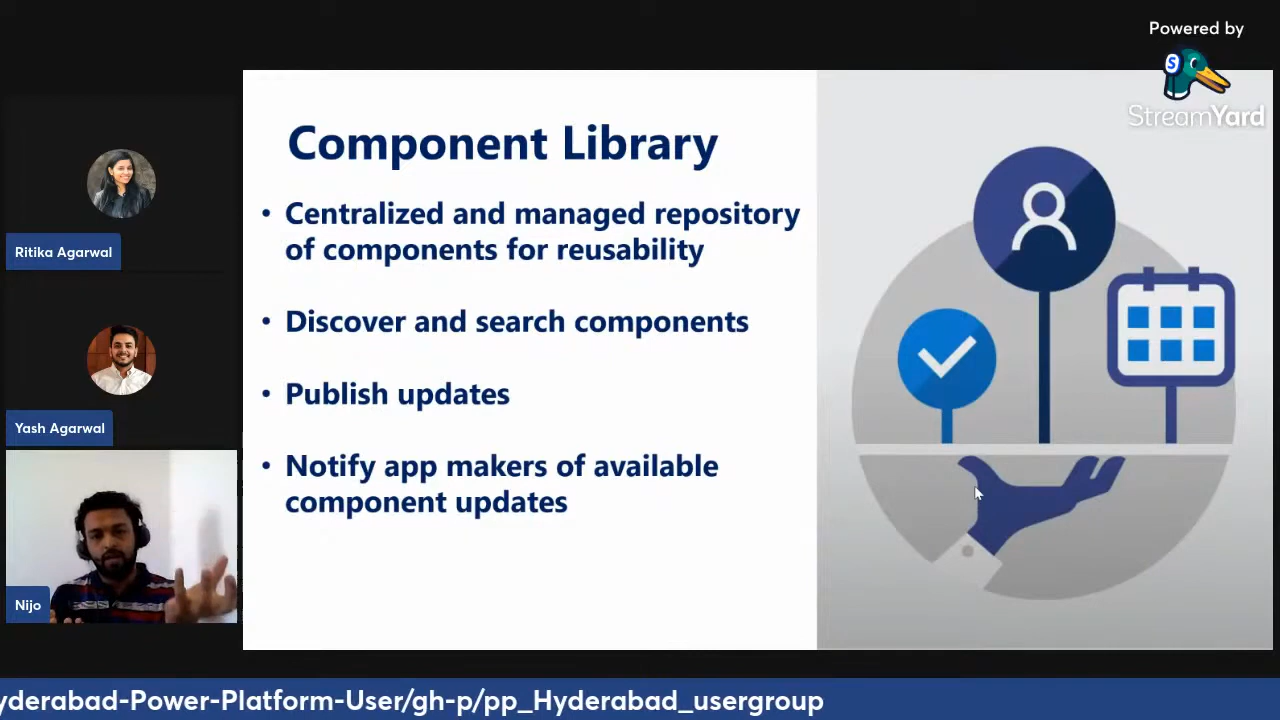 Powered by
StreamYard
Component Library
• Centralized and managed repository
of components for reusability
• Discover and search components
• Publish updates
• Notify app makers of available
component updates
Ritika Agarwal
Yash Agarwal
Nijo
yderabad-Power-Platform-User/gh-p/pp_Hyderabad_usergroup